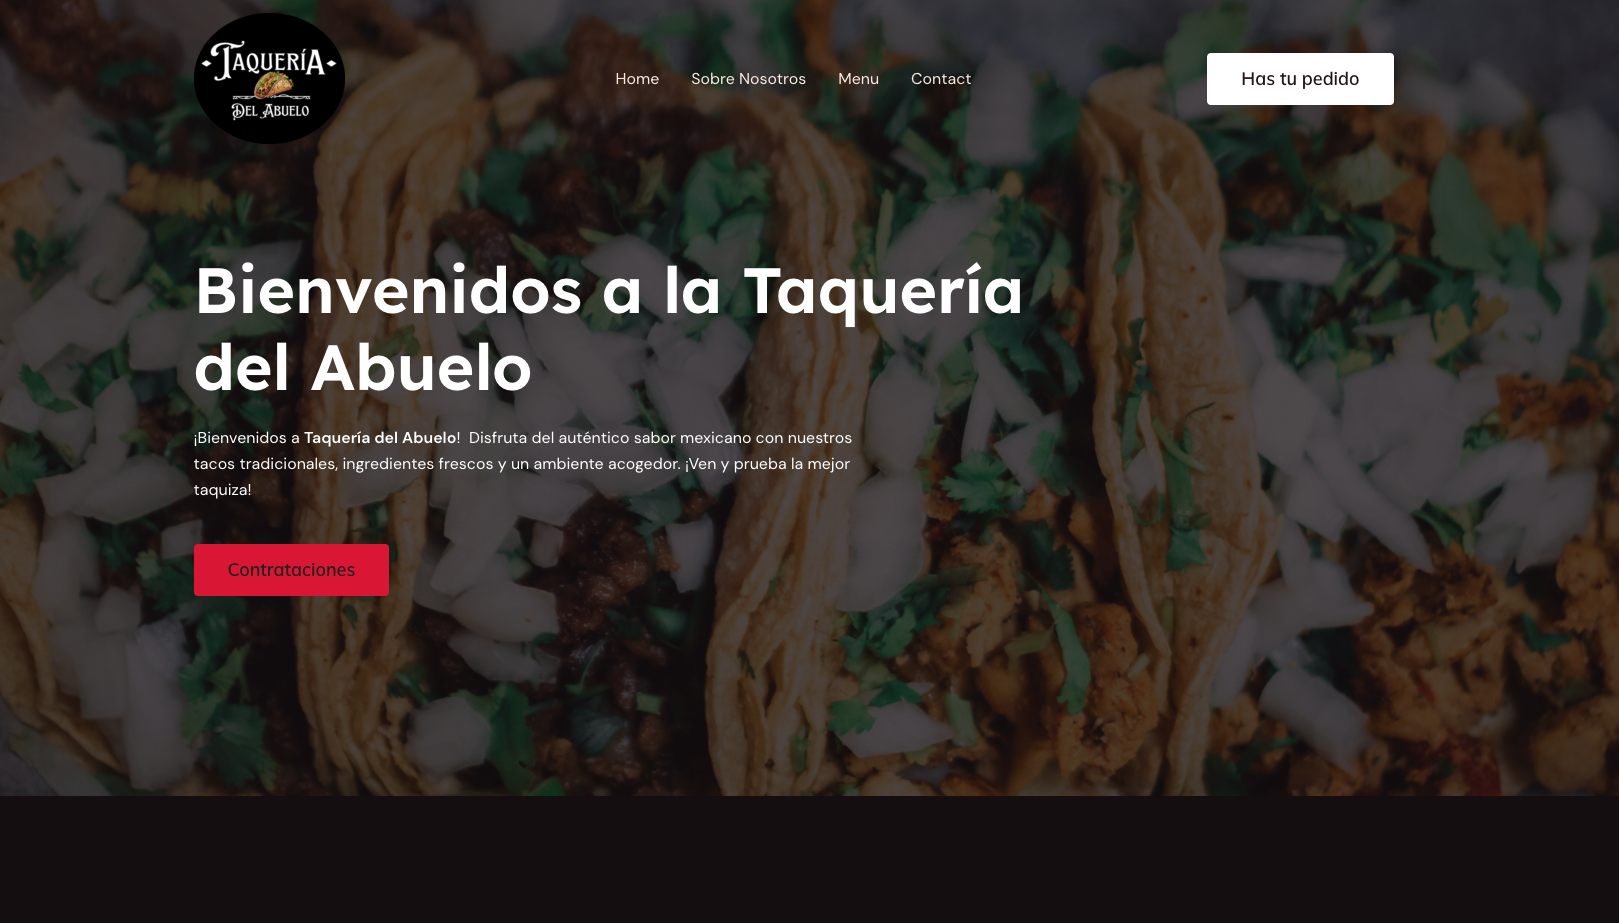 TAQUERÍA
DEL ABUELO
Home
Sobre Nosotros
Menu
Contact
Has tu pedido
Bienvenidos a la Taquería
del Abuelo
¡Bienvenidos a Taquería del Abuelo!  Disfruta del auténtico sabor mexicano con nuestros
tacos tradicionales, ingredientes frescos y un ambiente acogedor. ¡Ven y prueba la mejor
taquiza!
Contrataciones